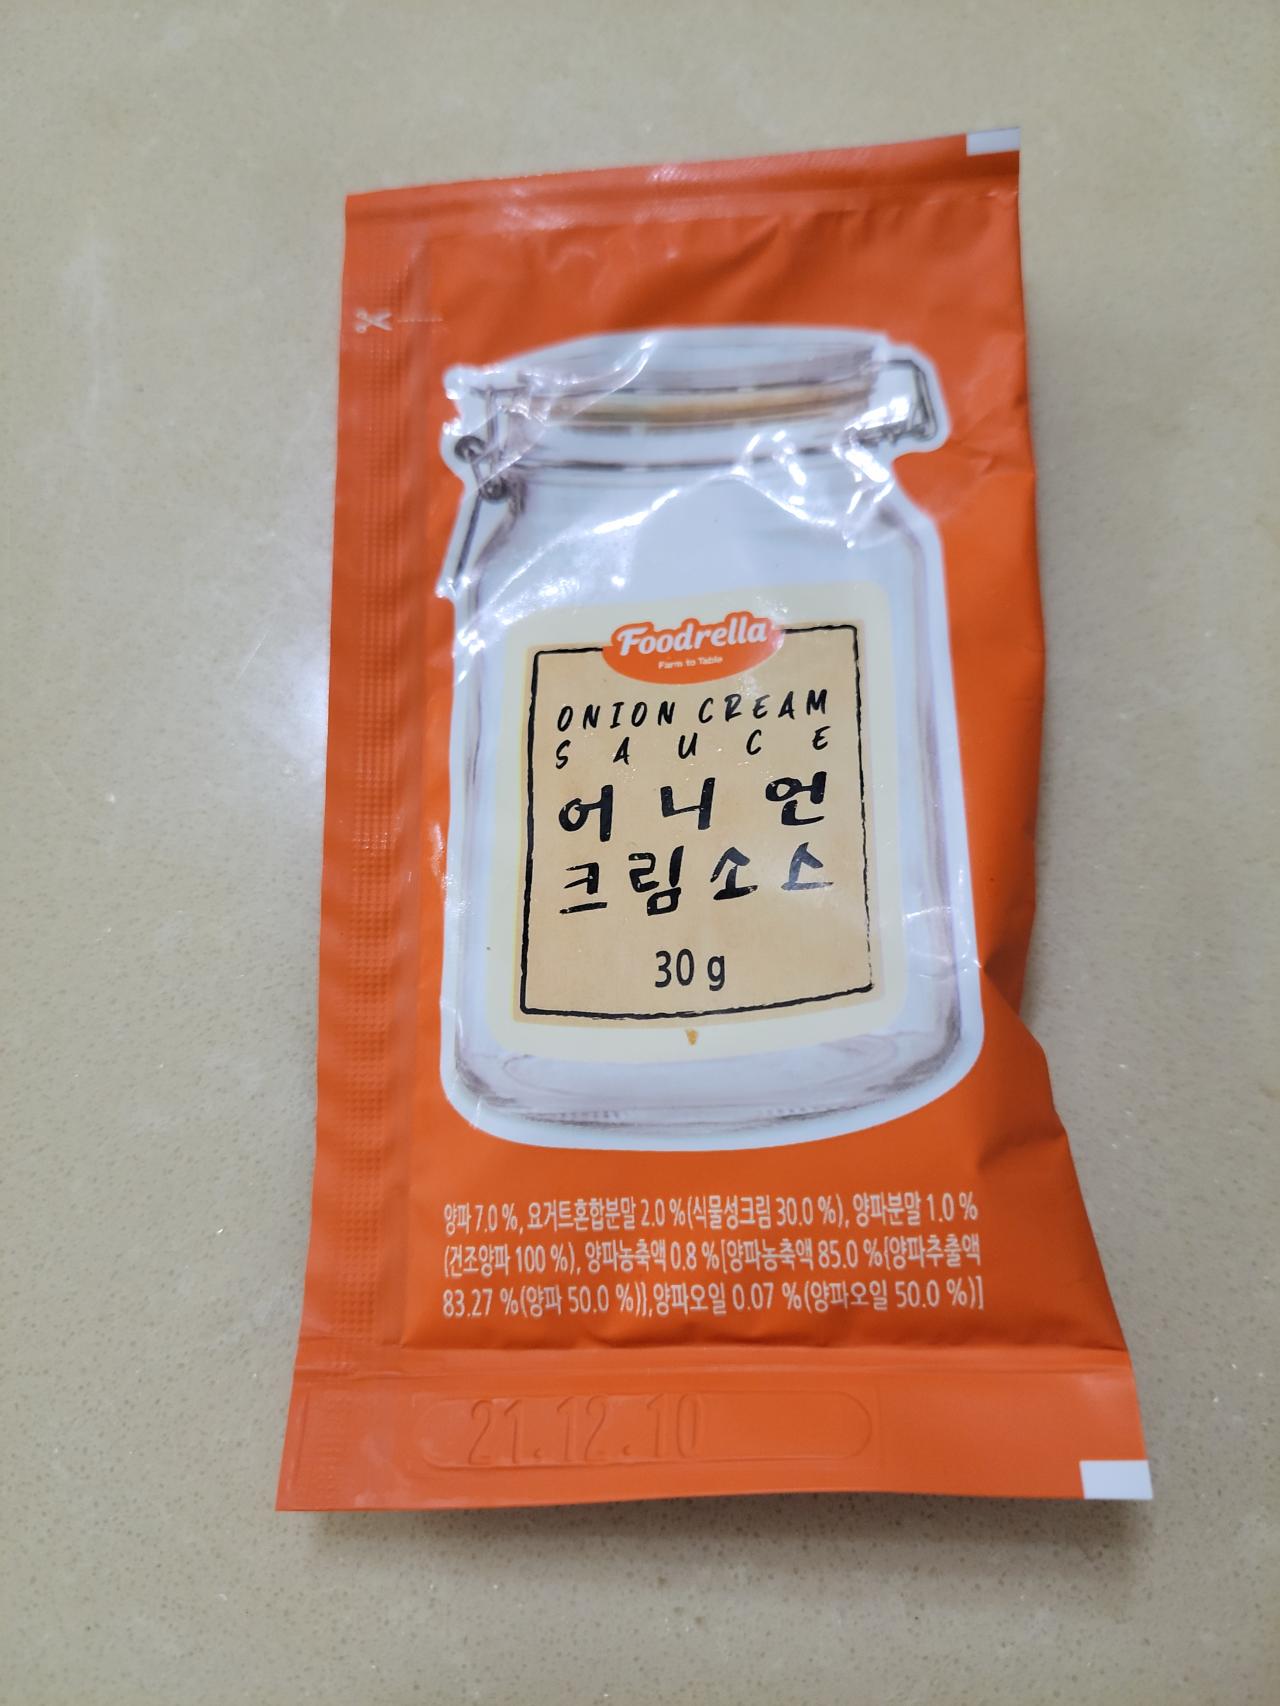 Foodrella
Farm to Table
ONION CREAM
SAUCE
어니언
크림소스
30 g
양파 7.0 %, 요거트혼합분말 2.0 %(식물성크림 30.0 %), 양파분말 1.0 %
(건조양파 100 %), 양파농축액 0.8 %[양파농축액 85.0 %{양파추출액
83.27 %(양파 50.0 %)},양파오일 0.07 %(양파오일 50.0 %)]
21.12.10